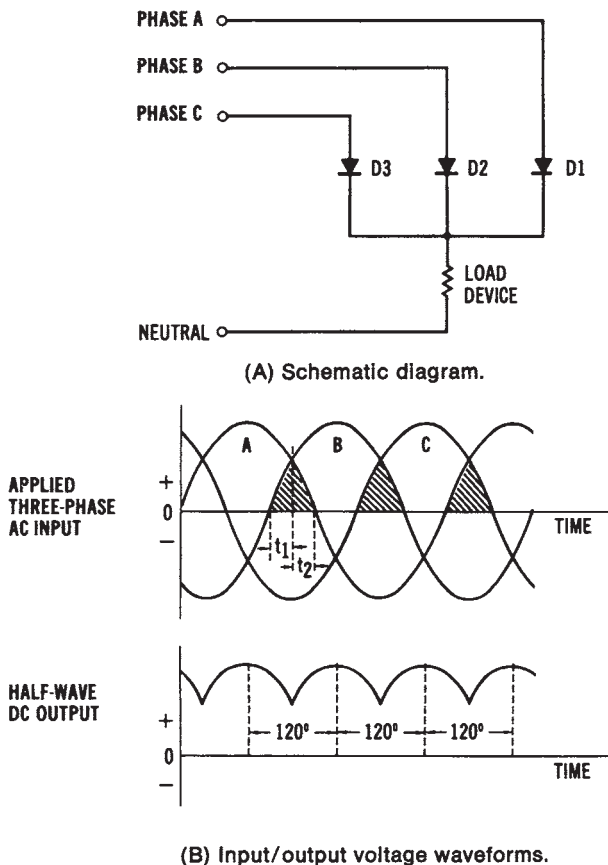 PHASE A
PHASE B
PHASE C
D3
D2
D1
LOAD
DEVICE
NEUTRAL
(A) Schematic diagram.
A
B
C
APPLIED
THREE-PHASE
AC INPUT
+
0
−
t1
t2
TIME
HALF-WAVE
DC OUTPUT
+
0
−
120°
120°
120°
TIME
(B) Input/output voltage waveforms.